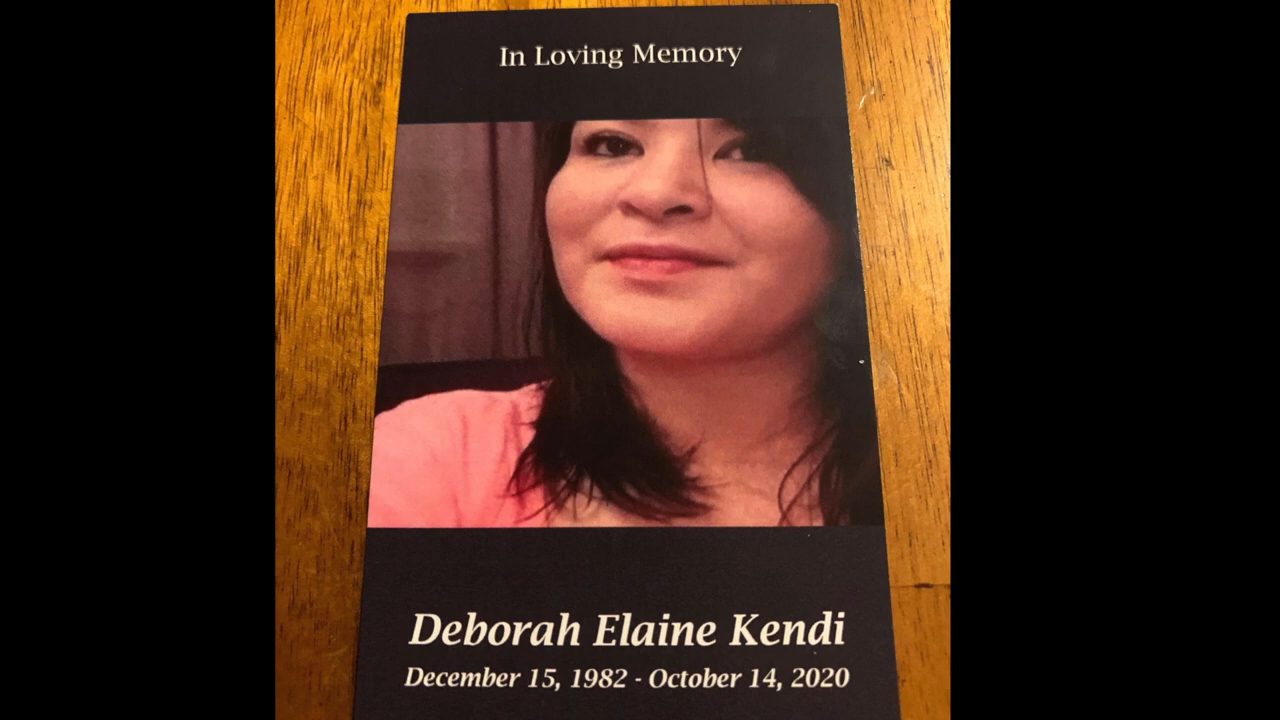 In Loving Memory
Deborah Elaine Kendi
December 15, 1982 - October 14, 2020